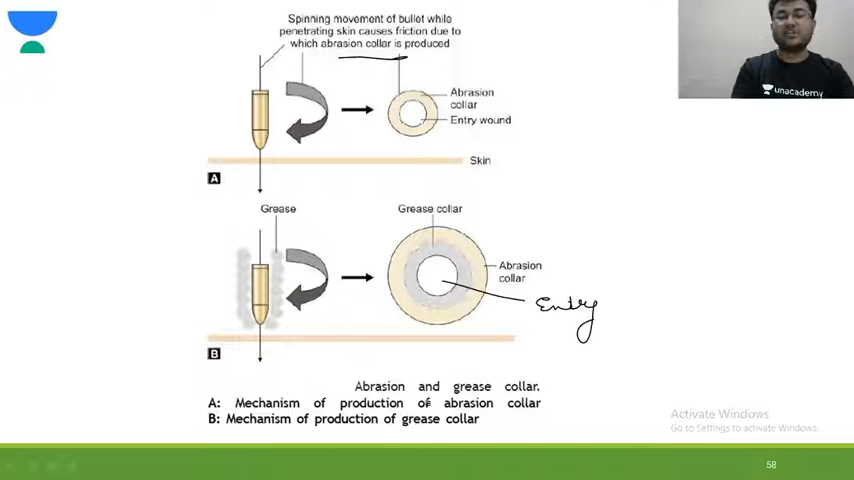 Spinning movement of bullet while
penetrating skin causes friction due to
which abrasion collar is produced
Abrasion
collar
Entry wound
Skin
A
Grease
Grease collar
Abrasion
collar
Entry
B
Abrasion and grease collar.
A: Mechanism of production of abrasion collar
B: Mechanism of production of grease collar
unacademy
Activate Windows
Go to Settings to activate Windows.
58